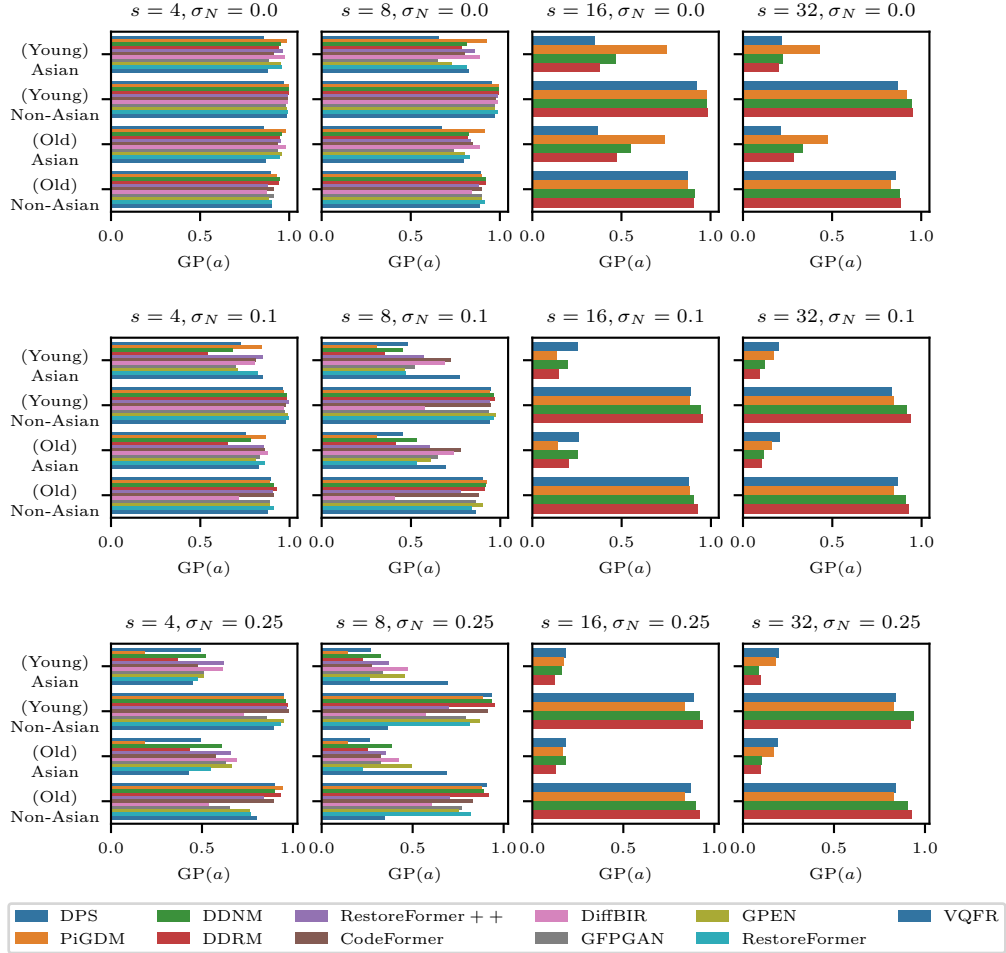 s = 4, σ_N = 0.0
s = 8, σ_N = 0.0
s = 16, σ_N = 0.0
s = 32, σ_N = 0.0
(Young)
Asian
(Young)
Non-Asian
(Old)
Asian
(Old)
Non-Asian
0.0 0.5 1.0
0.0 0.5 1.0
0.0 0.5 1.0
0.0 0.5 1.0
GP(a)
GP(a)
GP(a)
GP(a)
s = 4, σ_N = 0.1
s = 8, σ_N = 0.1
s = 16, σ_N = 0.1
s = 32, σ_N = 0.1
(Young)
Asian
(Young)
Non-Asian
(Old)
Asian
(Old)
Non-Asian
0.0 0.5 1.0
0.0 0.5 1.0
0.0 0.5 1.0
0.0 0.5 1.0
GP(a)
GP(a)
GP(a)
GP(a)
s = 4, σ_N = 0.25
s = 8, σ_N = 0.25
s = 16, σ_N = 0.25
s = 32, σ_N = 0.25
(Young)
Asian
(Young)
Non-Asian
(Old)
Asian
(Old)
Non-Asian
0.0 0.5 1.0
0.0 0.5 1.0
0.0 0.5 1.0
0.0 0.5 1.0
GP(a)
GP(a)
GP(a)
GP(a)
DPS
PiGDM
DDNM
DDRM
RestoreFormer + +
CodeFormer
DiffBIR
GFPGAN
GPEN
RestoreFormer
VQFR